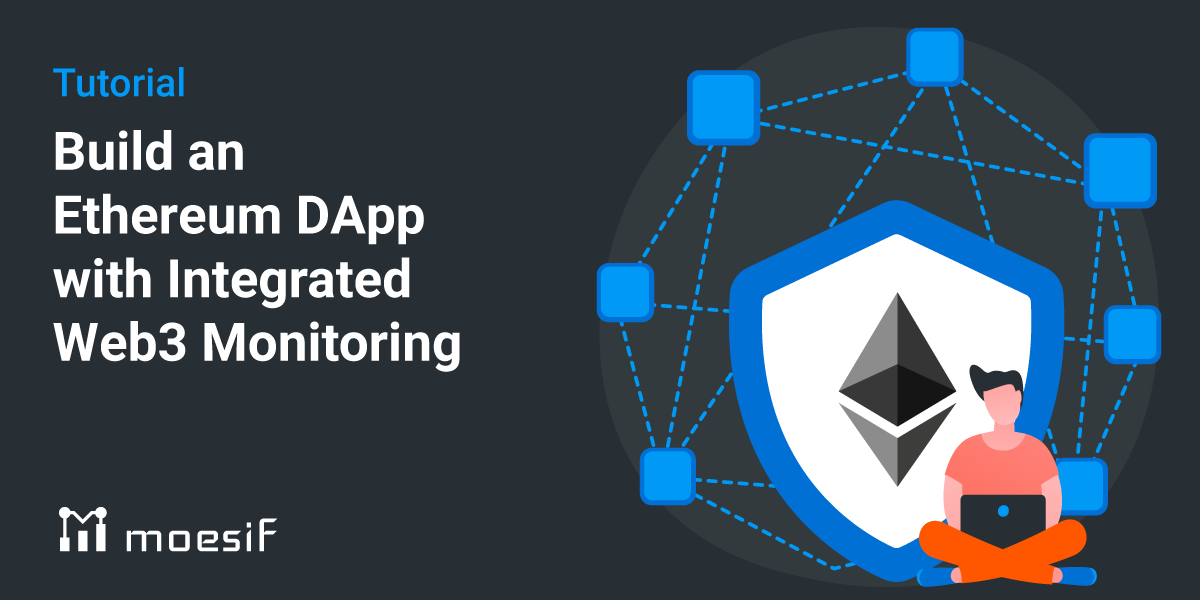 Tutorial
Build an
Ethereum DApp
with Integrated
Web3 Monitoring
moesif